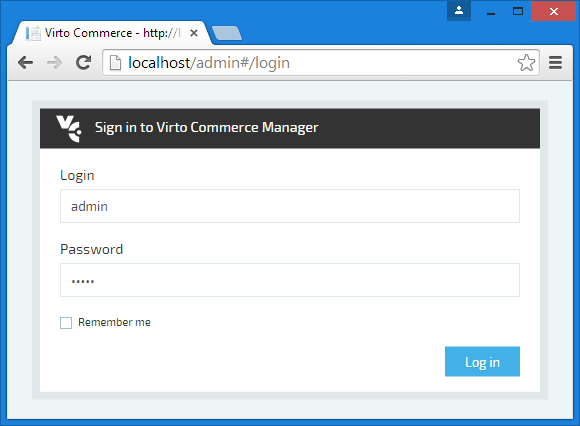 Virto Commerce - http://l
localhost/admin#/login
Sign in to Virto Commerce Manager
Login
admin
Password
•••••
Remember me
Log in